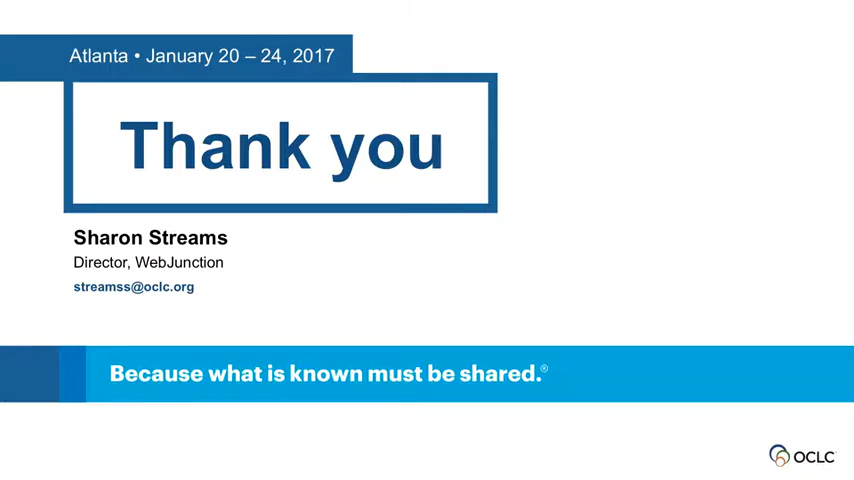 Atlanta • January 20 – 24, 2017
Thank you
Sharon Streams
Director, WebJunction
streamss@oclc.org
Because what is known must be shared.®
OCLC